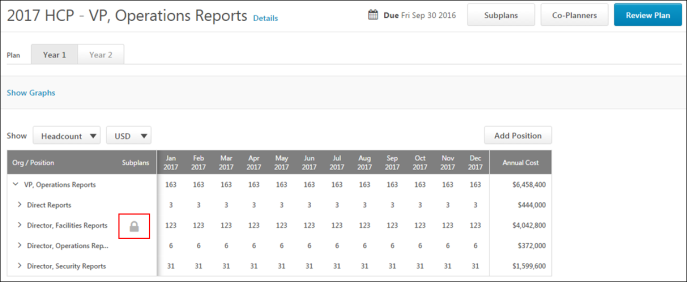 2017 HCP - VP, Operations Reports Details Due Fri Sep 30 2016 Subplans Co-Planners Review Plan
Plan Year 1 Year 2
Show Graphs
Show Headcount USD Add Position
Org / Position Subplans Jan 2017 Feb 2017 Mar 2017 Apr 2017 May 2017 Jun 2017 Jul 2017 Aug 2017 Sep 2017 Oct 2017 Nov 2017 Dec 2017 Annual Cost
VP, Operations Reports 163 163 163 163 163 163 163 163 163 163 163 163 $6,458,400
Direct Reports 3 3 3 3 3 3 3 3 3 3 3 3 $444,000
Director, Facilities Reports 123 123 123 123 123 123 123 123 123 123 123 123 $4,042,800
Director, Operations Rep... 6 6 6 6 6 6 6 6 6 6 6 6 $372,000
Director, Security Reports 31 31 31 31 31 31 31 31 31 31 31 31 $1,599,600